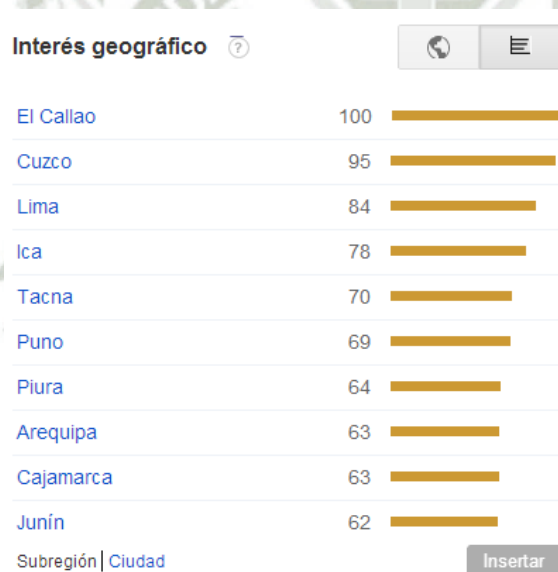 Interés geográfico ?
El Callao 100
Cuzco 95
Lima 84
Ica 78
Tacna 70
Puno 69
Piura 64
Arequipa 63
Cajamarca 63
Junín 62
Subregión | Ciudad Insertar